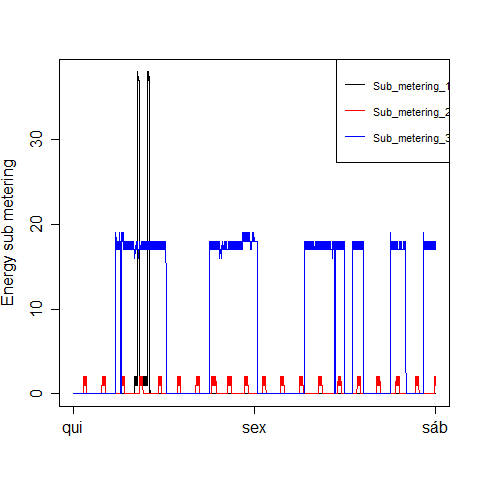 Energy sub metering
30
20
10
0
qui
sex
sáb
Sub_metering_1
Sub_metering_2
Sub_metering_3